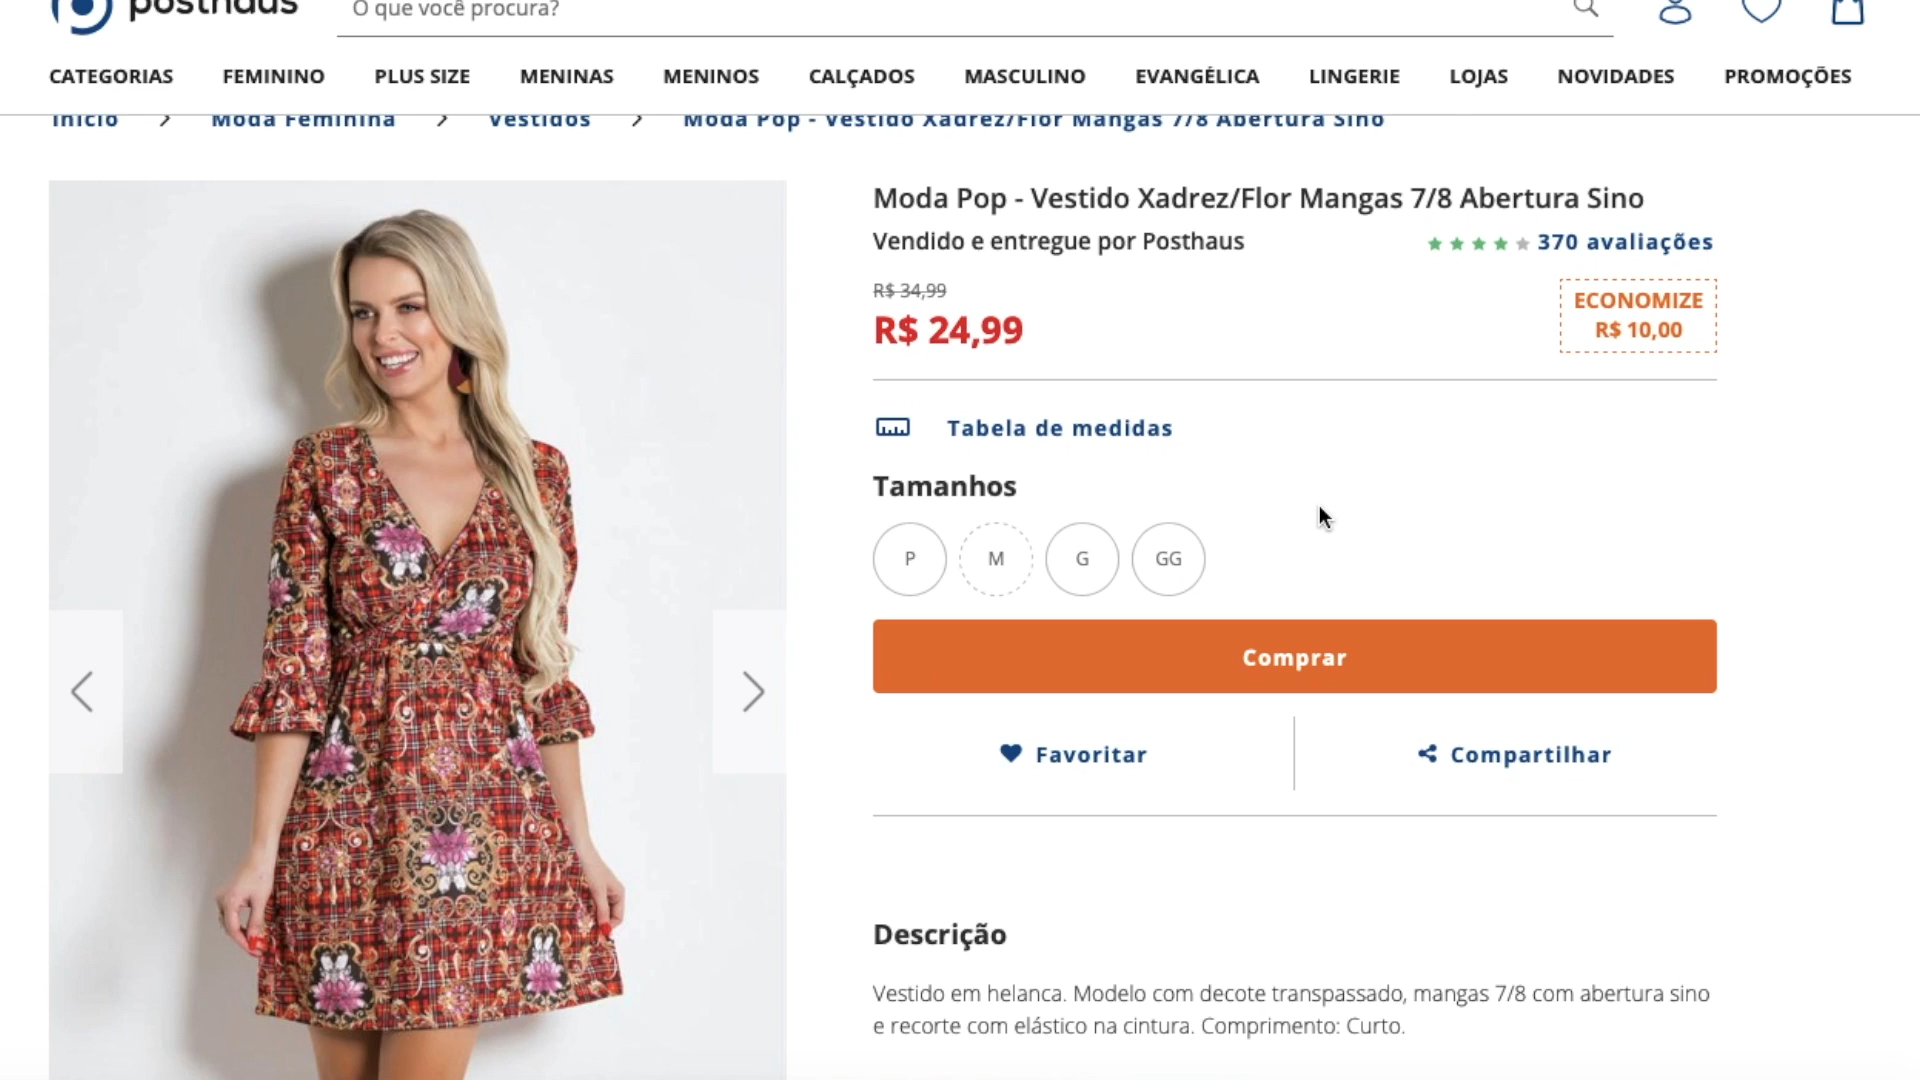 posthaus
O que você procura?
CATEGORIAS FEMININO PLUS SIZE MENINAS MENINOS CALÇADOS MASCULINO EVANGÉLICA LINGERIE LOJAS NOVIDADES PROMOÇÕES
Início > Moda Feminina > Vestidos > Moda Pop - Vestido Xadrez/Flor Mangas 7/8 Abertura Sino
Moda Pop - Vestido Xadrez/Flor Mangas 7/8 Abertura Sino
Vendido e entregue por Posthaus
370 avaliações
R$ 34,99
R$ 24,99
ECONOMIZE
R$ 10,00
Tabela de medidas
Tamanhos
P M G GG
Comprar
Favoritar
Compartilhar
Descrição
Vestido em helanca. Modelo com decote transpassado, mangas 7/8 com abertura sino
e recorte com elástico na cintura. Comprimento: Curto.